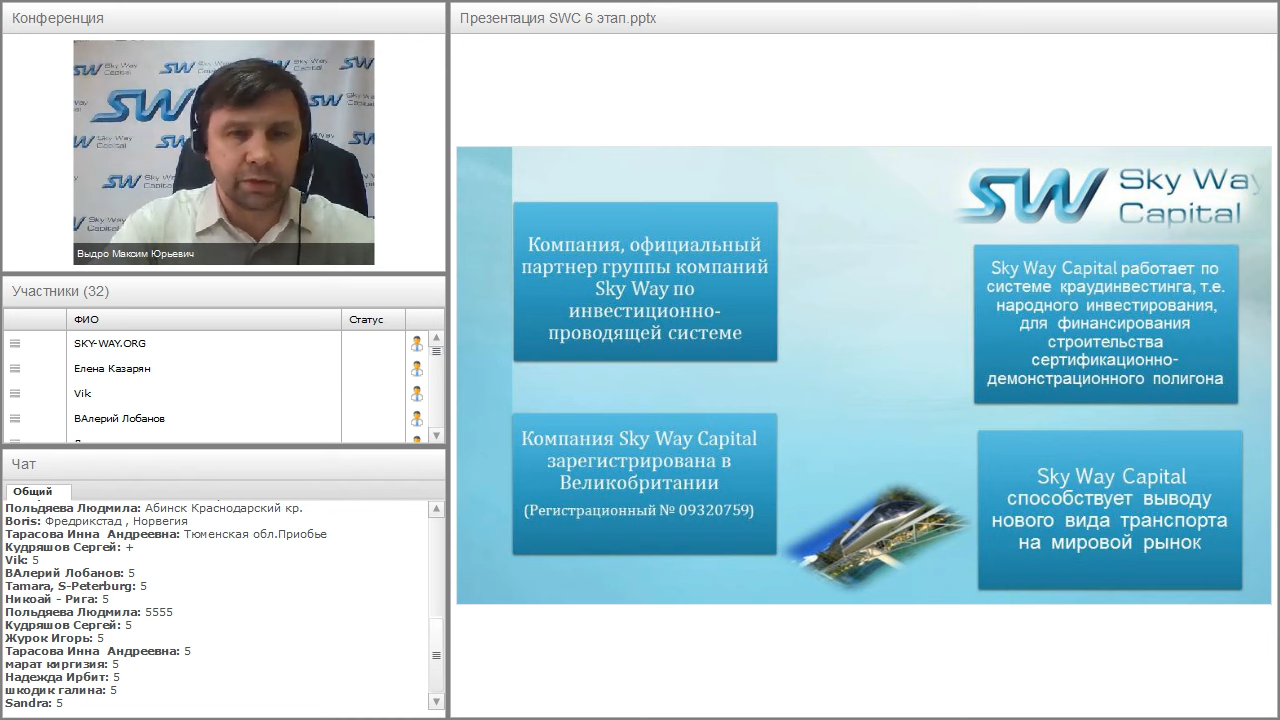 Конференция
SW
Sky Way
Capital
Выдро Максим Юрьевич
Участники (32)
ФИО
Статус
SKY-WAY.ORG
Елена Казарян
Vik
ВАлерий Лобанов
Чат
Общий
Польдяева Людмила: Абинск Краснодарский кр.
Boris: Фредрикстад , Норвегия
Тарасова Инна Андреевна: Тюменская обл.Приобье
Кудряшов Сергей: +
Vik: 5
ВАлерий Лобанов: 5
Tamara, S-Peterburg: 5
Никоай - Рига: 5
Польдяева Людмила: 5555
Кудряшов Сергей: 5
Журок Игорь: 5
Тарасова Инна Андреевна: 5
марат киргизия: 5
Надежда Ирбит: 5
шкодик галина: 5
Sandra: 5
Презентация SWC 6 этап.pptx
SW Sky Way
Capital
Компания, официальный
партнер группы компаний
Sky Way по
инвестиционно-
проводящей системе
Sky Way Capital работает по
системе краудинвестинга, т.е.
народного инвестирования,
для финансирования
строительства
сертификационно-
демонстрационного полигона
Компания Sky Way Capital
зарегистрирована в
Великобритании
(Регистрационный № 09320759)
Sky Way Capital
способствует выводу
нового вида транспорта
на мировой рынок